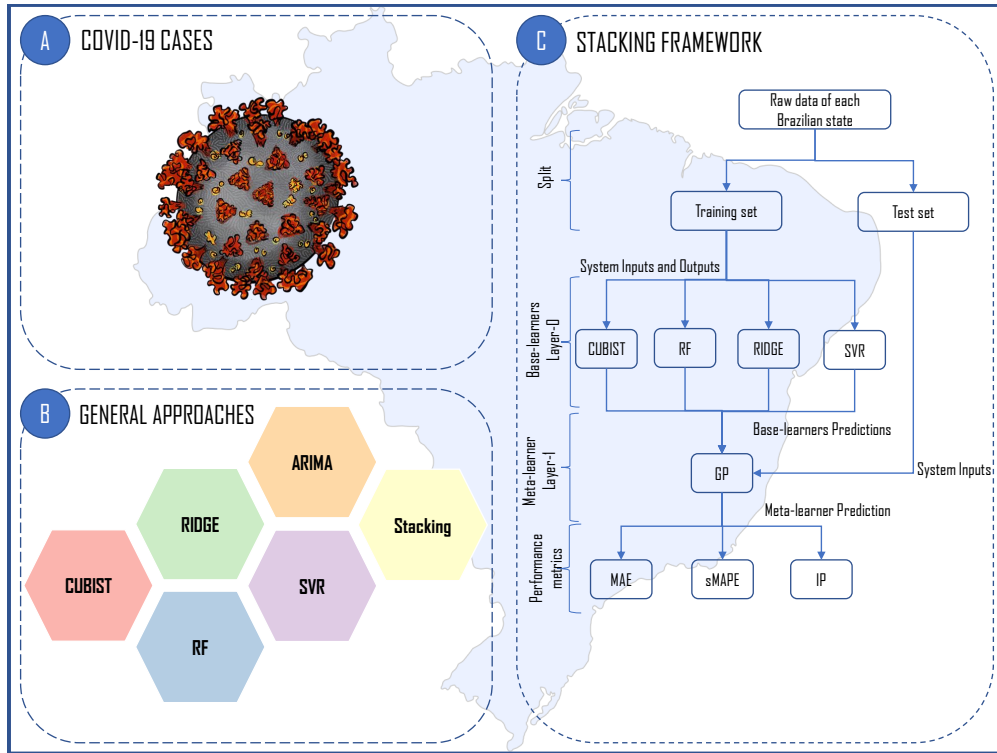 A
COVID-19 CASES
B
GENERAL APPROACHES
ARIMA
RIDGE
Stacking
CUBIST
SVR
RF
C
STACKING FRAMEWORK
Raw data of each
Brazilian state
Split
Training set
Test set
System Inputs and Outputs
Base-learners
Layer-0
CUBIST
RF
RIDGE
SVR
Base-learners Predictions
Meta-learner
Layer-1
GP
System Inputs
Meta-learner Prediction
Performance
metrics
MAE
sMAPE
IP